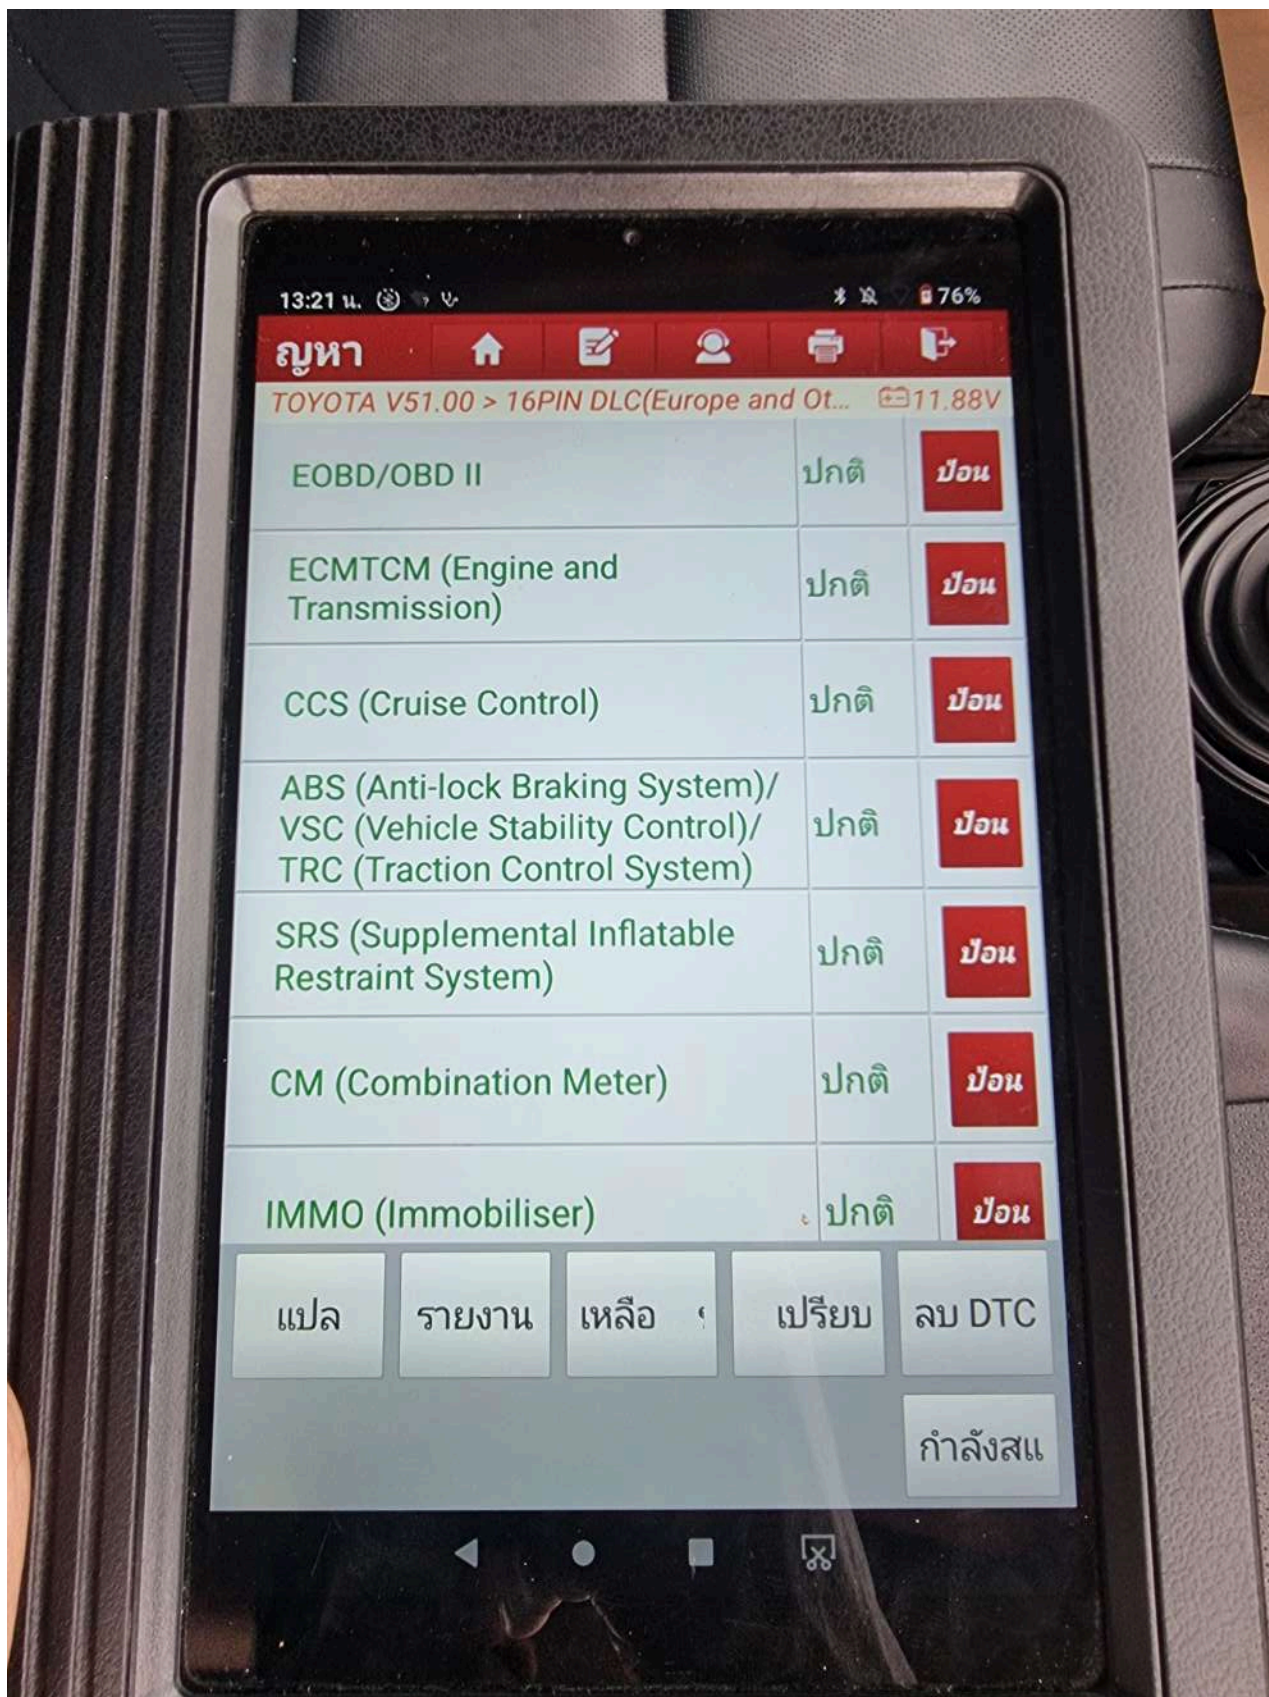 13:21 น.
76%
ญหา
TOYOTA V51.00 > 16PIN DLC(Europe and Ot...
11.88V
EOBD/OBD II
ปกติ
ป้อน
ECMTCM (Engine and
Transmission)
ปกติ
ป้อน
CCS (Cruise Control)
ปกติ
ป้อน
ABS (Anti-lock Braking System)/
VSC (Vehicle Stability Control)/
TRC (Traction Control System)
ปกติ
ป้อน
SRS (Supplemental Inflatable
Restraint System)
ปกติ
ป้อน
CM (Combination Meter)
ปกติ
ป้อน
IMMO (Immobiliser)
ปกติ
ป้อน
แปล
รายงาน
เหลือ
เปรียบ
ลบ DTC
กำลังสแ